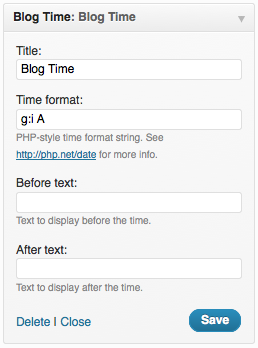 Blog Time: Blog Time
Title:
Blog Time
Time format:
g:i A
PHP-style time format string. See
http://php.net/date for more info.
Before text:
Text to display before the time.
After text:
Text to display after the time.
Delete | Close
Save